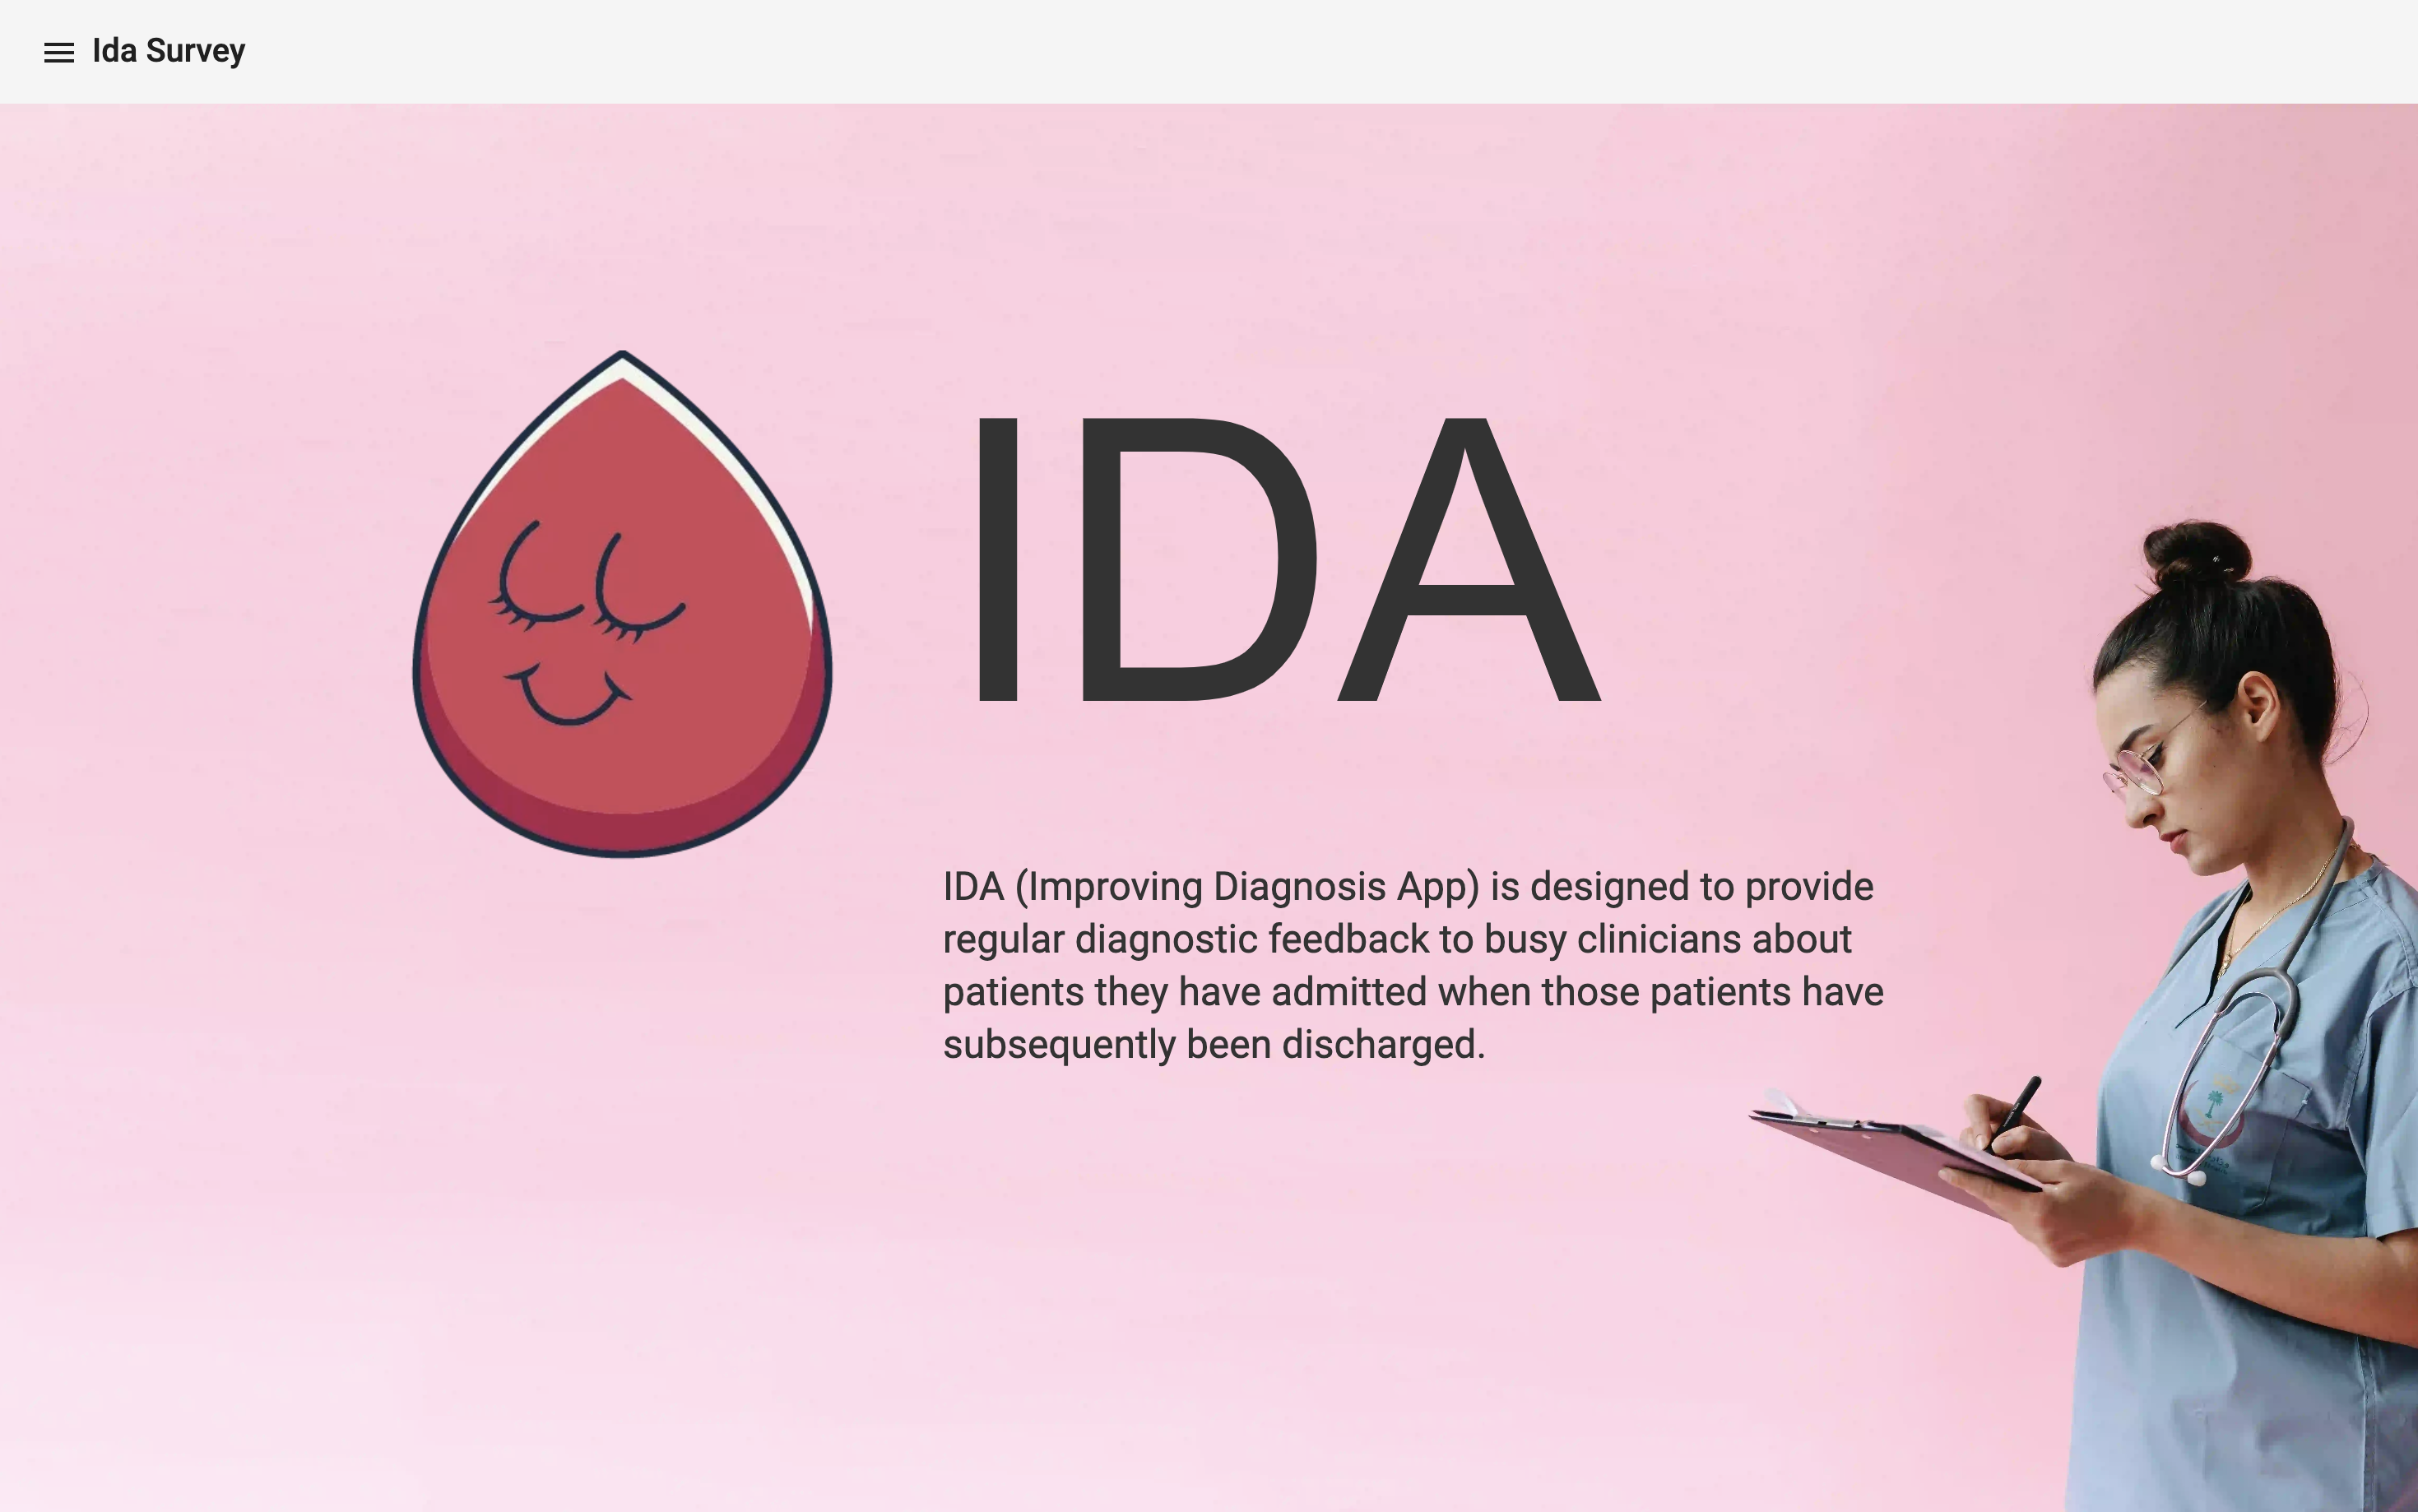 Ida Survey
IDA
IDA (Improving Diagnosis App) is designed to provide
regular diagnostic feedback to busy clinicians about
patients they have admitted when those patients have
subsequently been discharged.